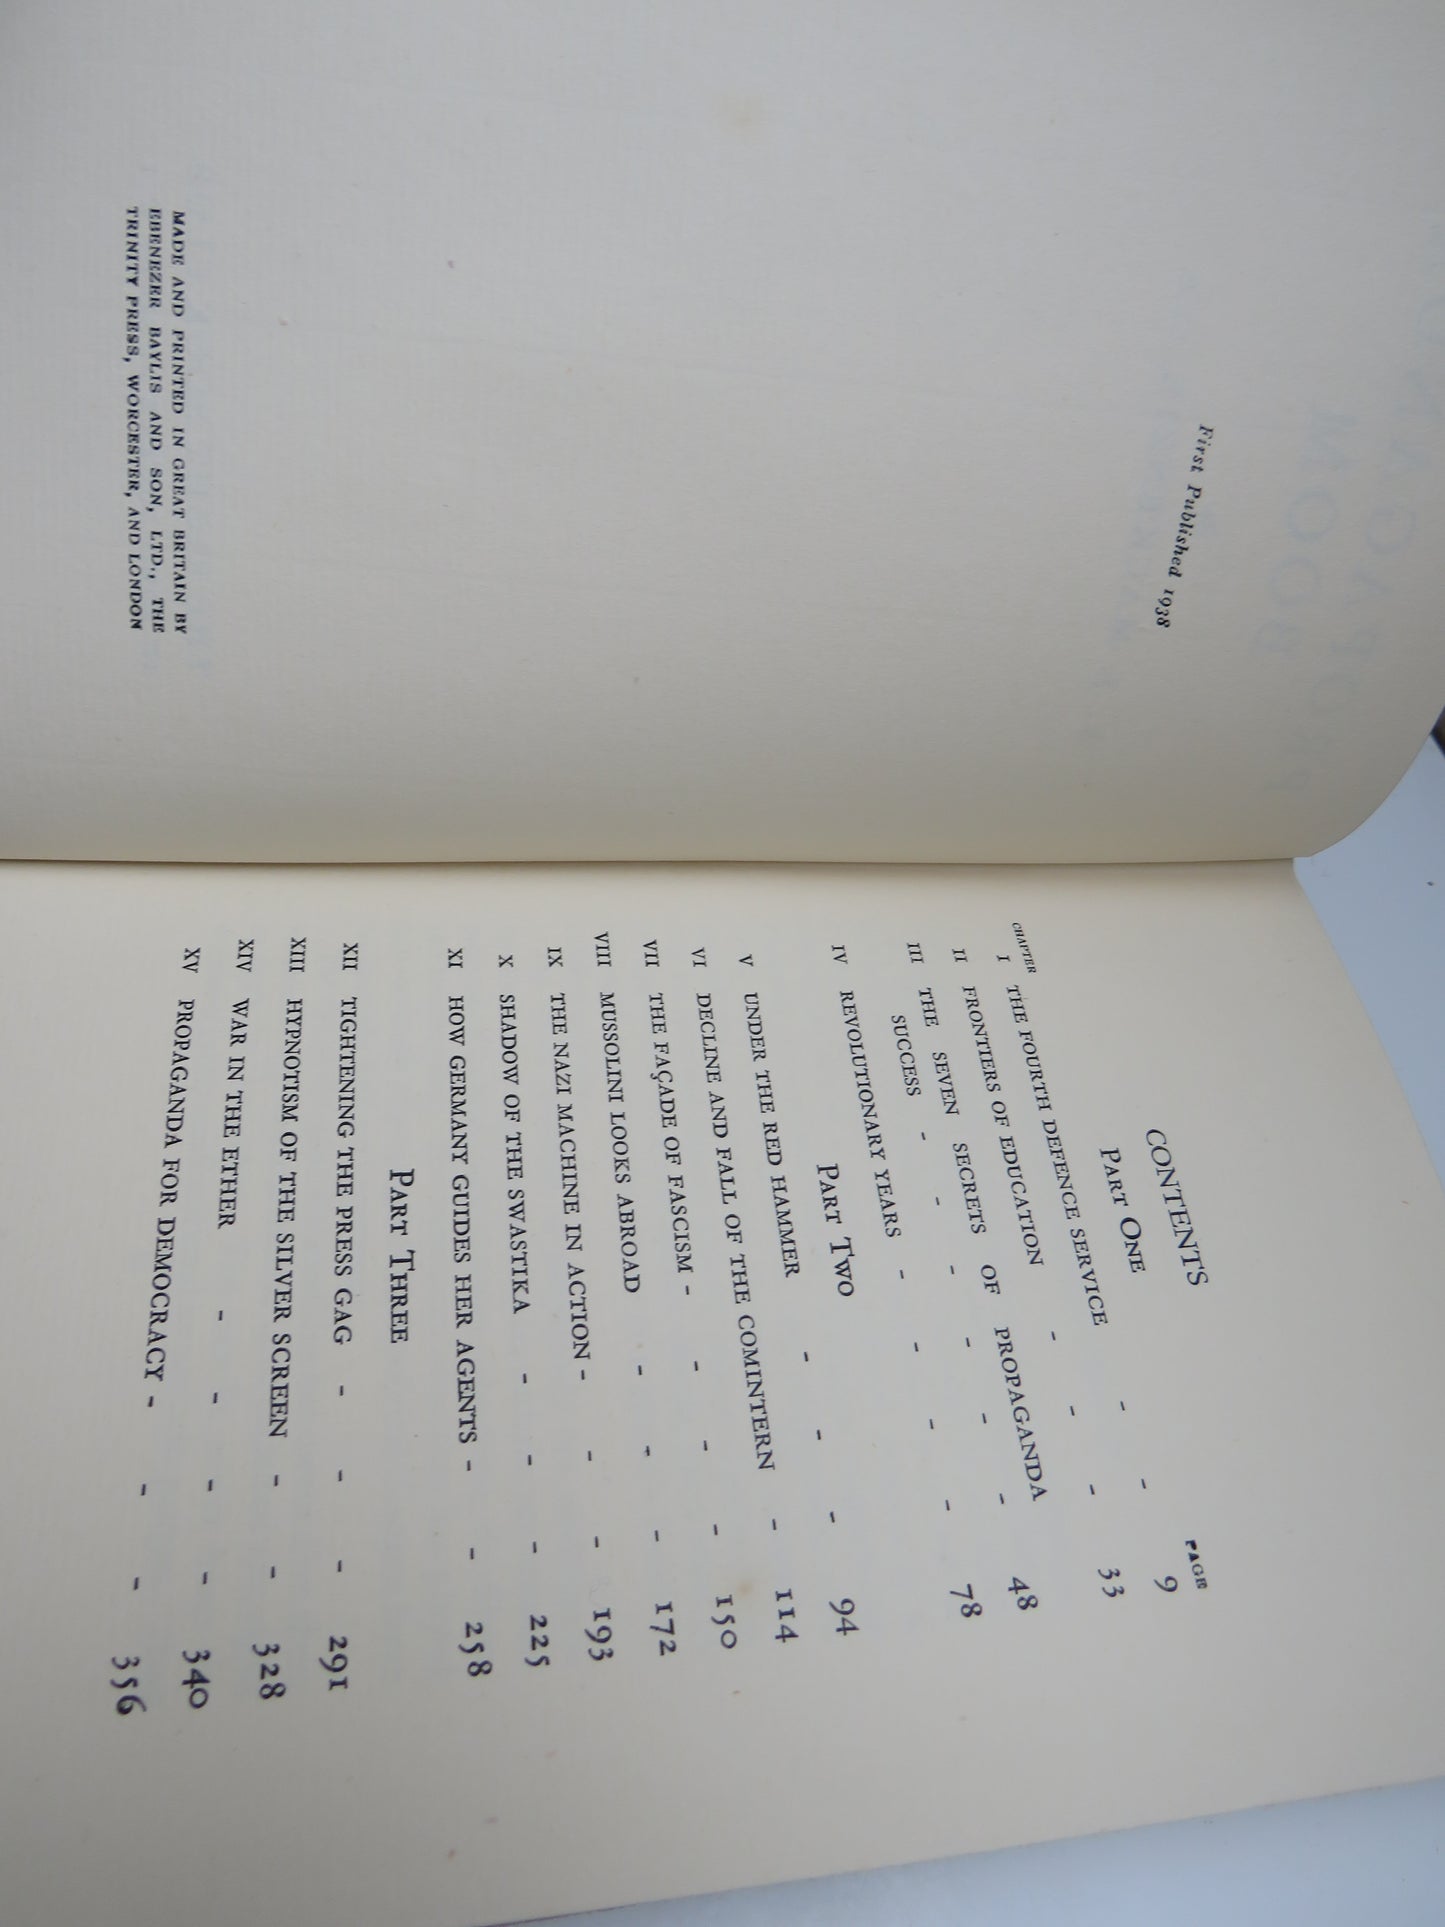 First Published 1938
MADE AND PRINTED IN GREAT BRITAIN BY
EBENEZER BAYLIS AND SON, LTD., THE
TRINITY PRESS, WORCESTER, AND LONDON
CONTENTS
PART ONE
CHAPTER PAGE
I THE FOURTH DEFENCE SERVICE - - 9
II FRONTIERS OF EDUCATION - - - 33
III THE SEVEN SECRETS OF PROPAGANDA - 48
SUCCESS - - - - - - 78
PART TWO
IV REVOLUTIONARY YEARS - - - - 94
V UNDER THE RED HAMMER - - - 114
VI DECLINE AND FALL OF THE COMINTERN - 150
VII THE FAÇADE OF FASCISM - - - - 172
VIII MUSSOLINI LOOKS ABROAD - - - 193
IX THE NAZI MACHINE IN ACTION - - - 225
X SHADOW OF THE SWASTIKA - - - 258
XI HOW GERMANY GUIDES HER AGENTS - -
PART THREE
XII TIGHTENING THE PRESS GAG - - - 291
XIII HYPNOTISM OF THE SILVER SCREEN - - 328
XIV WAR IN THE ETHER - - - - 340
XV PROPAGANDA FOR DEMOCRACY - - - 356